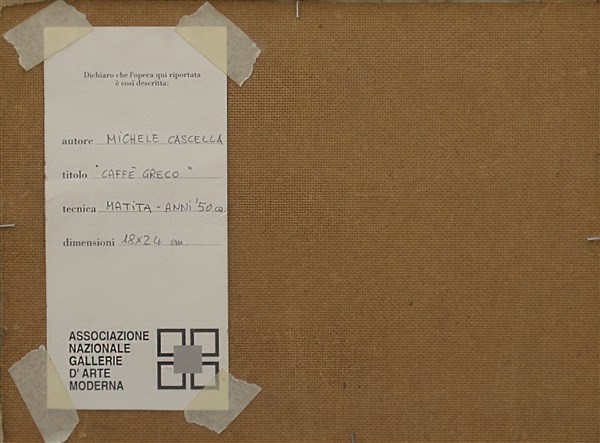 Dichiaro che l'opera qui riportata
è così descritta:
autore MICHELE CASCELLA
titolo "CAFFÈ GRECO"
tecnica MATITA - ANNI '50 ca.
dimensioni 18X24 cm.
ASSOCIAZIONE
NAZIONALE
GALLERIE
D' ARTE
MODERNA